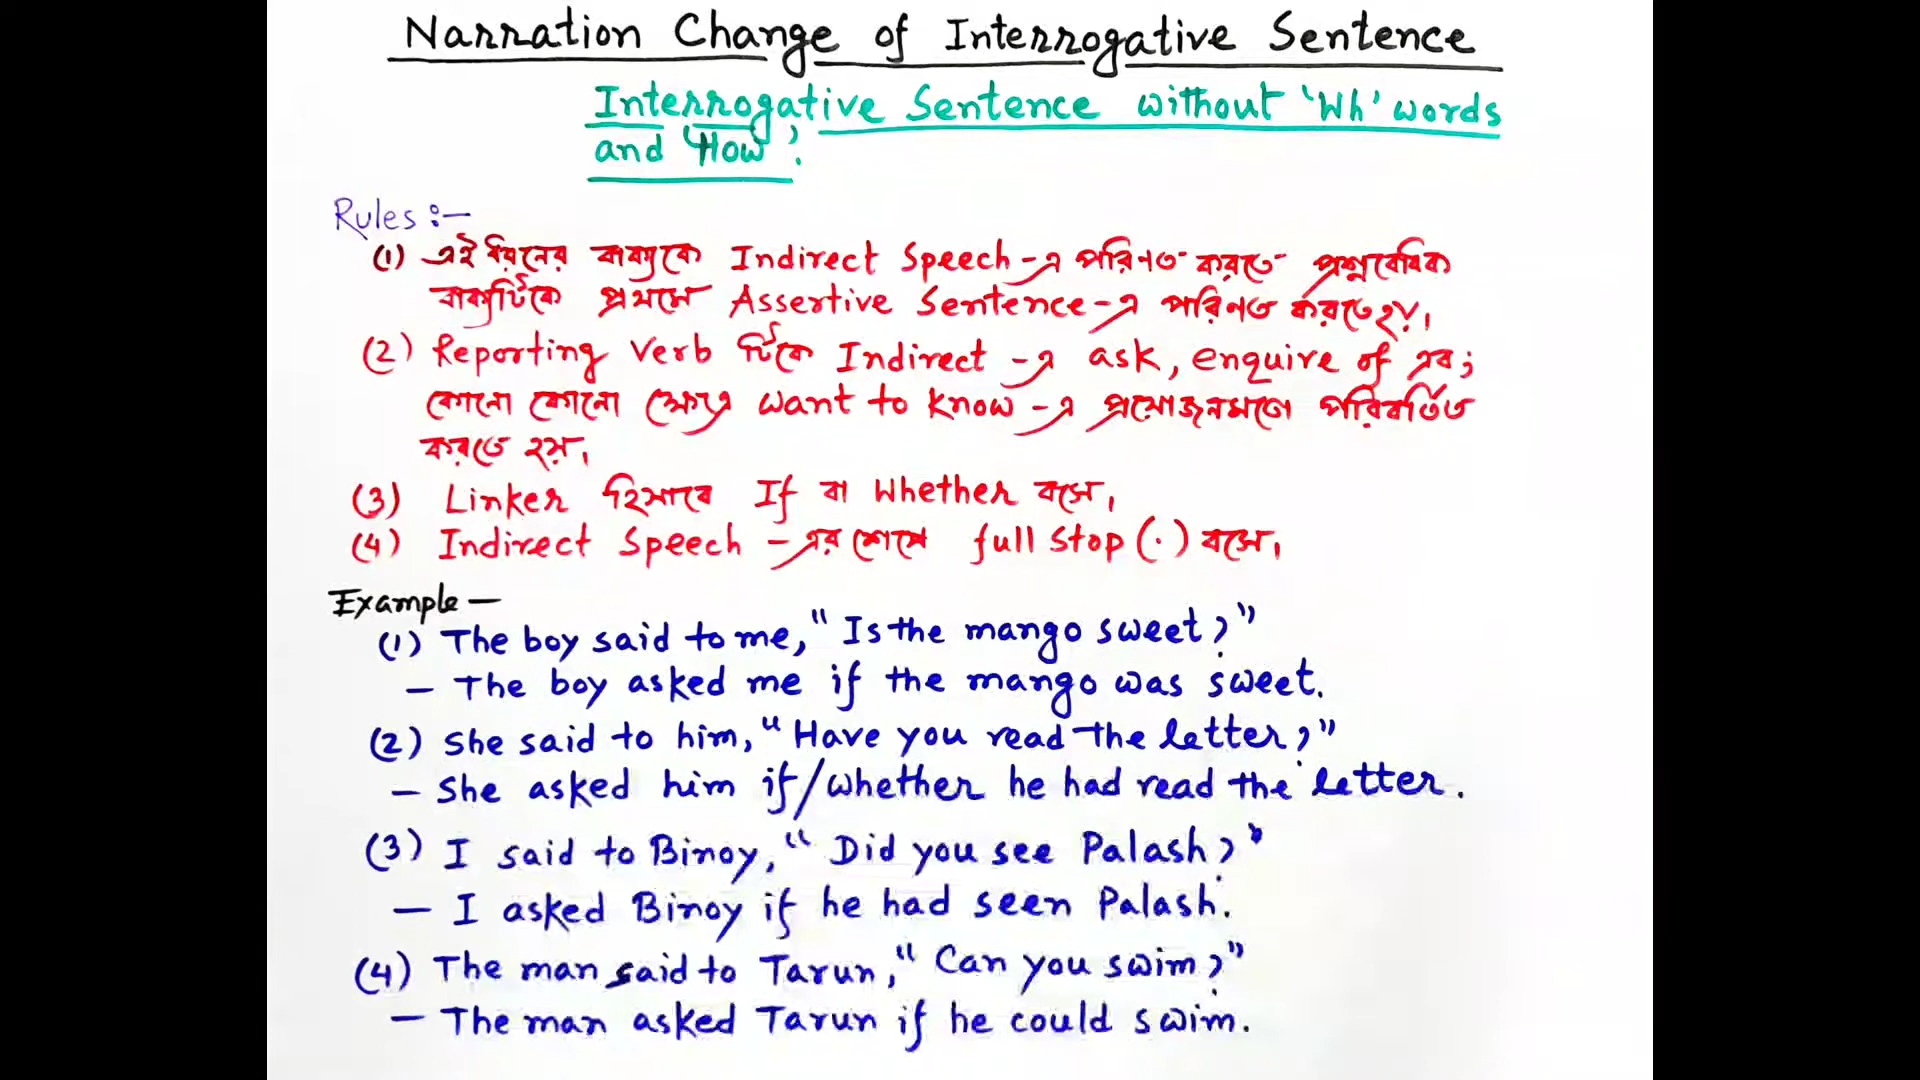 Narration Change of Interrogative Sentence
Interrogative Sentence without 'Wh' words
and 'How'.
Rules :-
(1) এই ধরনের বাক্যকে Indirect Speech-এ পরিণত করতে প্রশ্নবোধক
বাক্যটিকে প্রথমে Assertive Sentence-এ পরিণত করতে হয়।
(2) Reporting Verb টিকে Indirect -এ ask, enquire of এবং
কোনো কোনো ক্ষেত্রে want to know -এ প্রয়োজনমতো পরিবর্তিত
করতে হয়।
(3) Linker হিসাবে If বা Whether বসে।
(4) Indirect Speech -এর শেষে full stop (.) বসে।
Example —
(1) The boy said to me, "Is the mango sweet?"
— The boy asked me if the mango was sweet.
(2) She said to him, "Have you read the letter?"
— She asked him if/whether he had read the letter.
(3) I said to Binoy, "Did you see Palash?"
— I asked Binoy if he had seen Palash.
(4) The man said to Tarun, "Can you swim?"
— The man asked Tarun if he could swim.